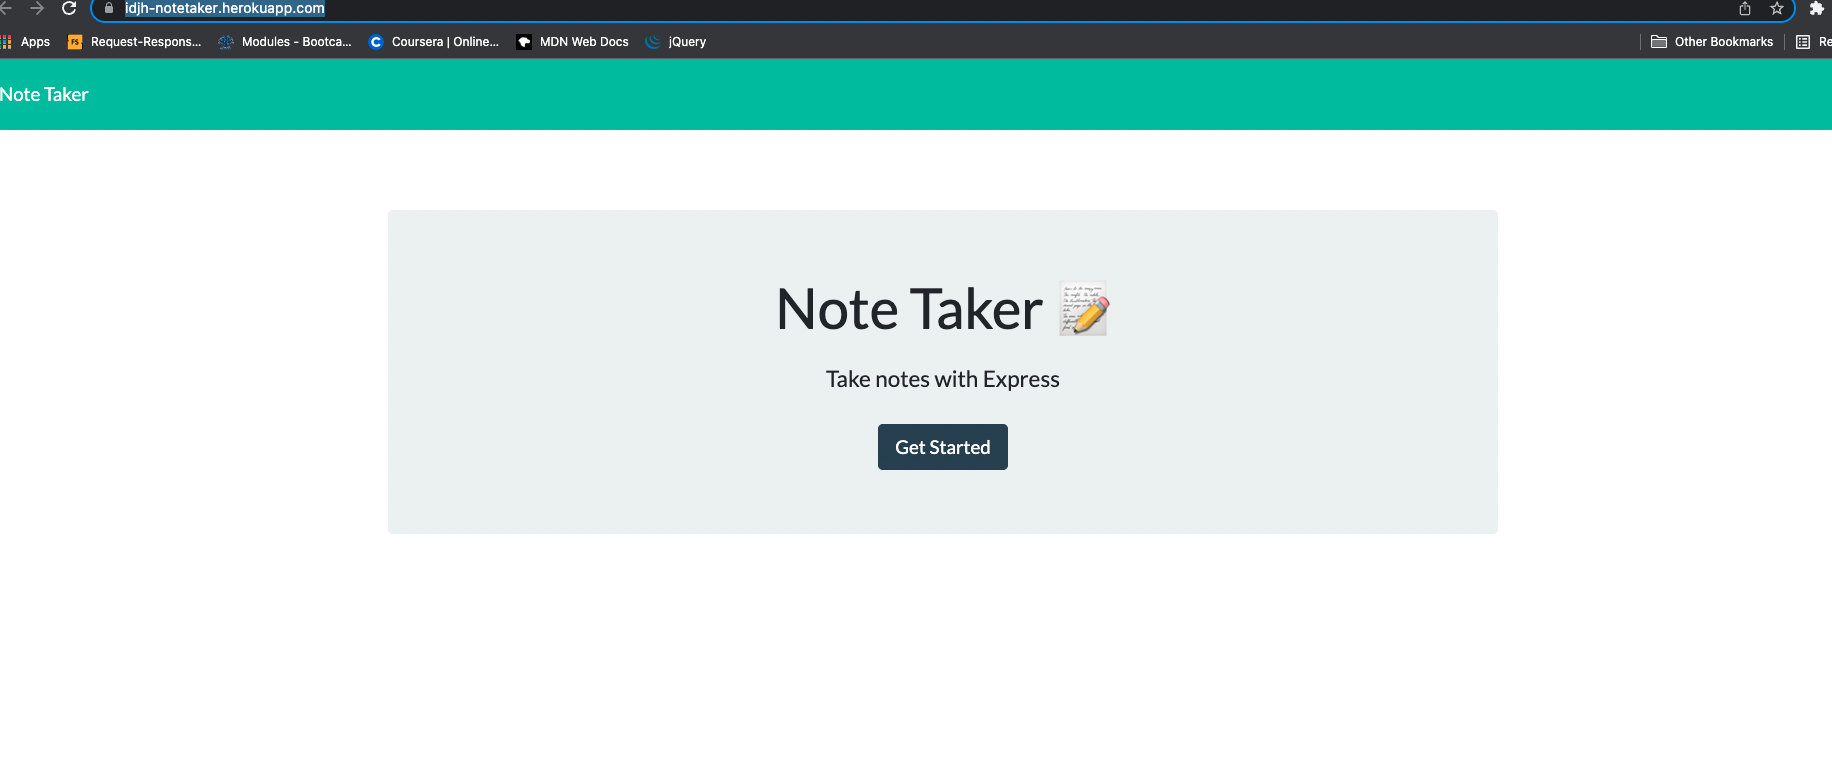 idjh-notetaker.herokuapp.com
Apps FS Request-Respons... Modules - Bootca... C Coursera | Online... MDN Web Docs jQuery Other Bookmarks Re
Note Taker
Note Taker
Take notes with Express
Get Started